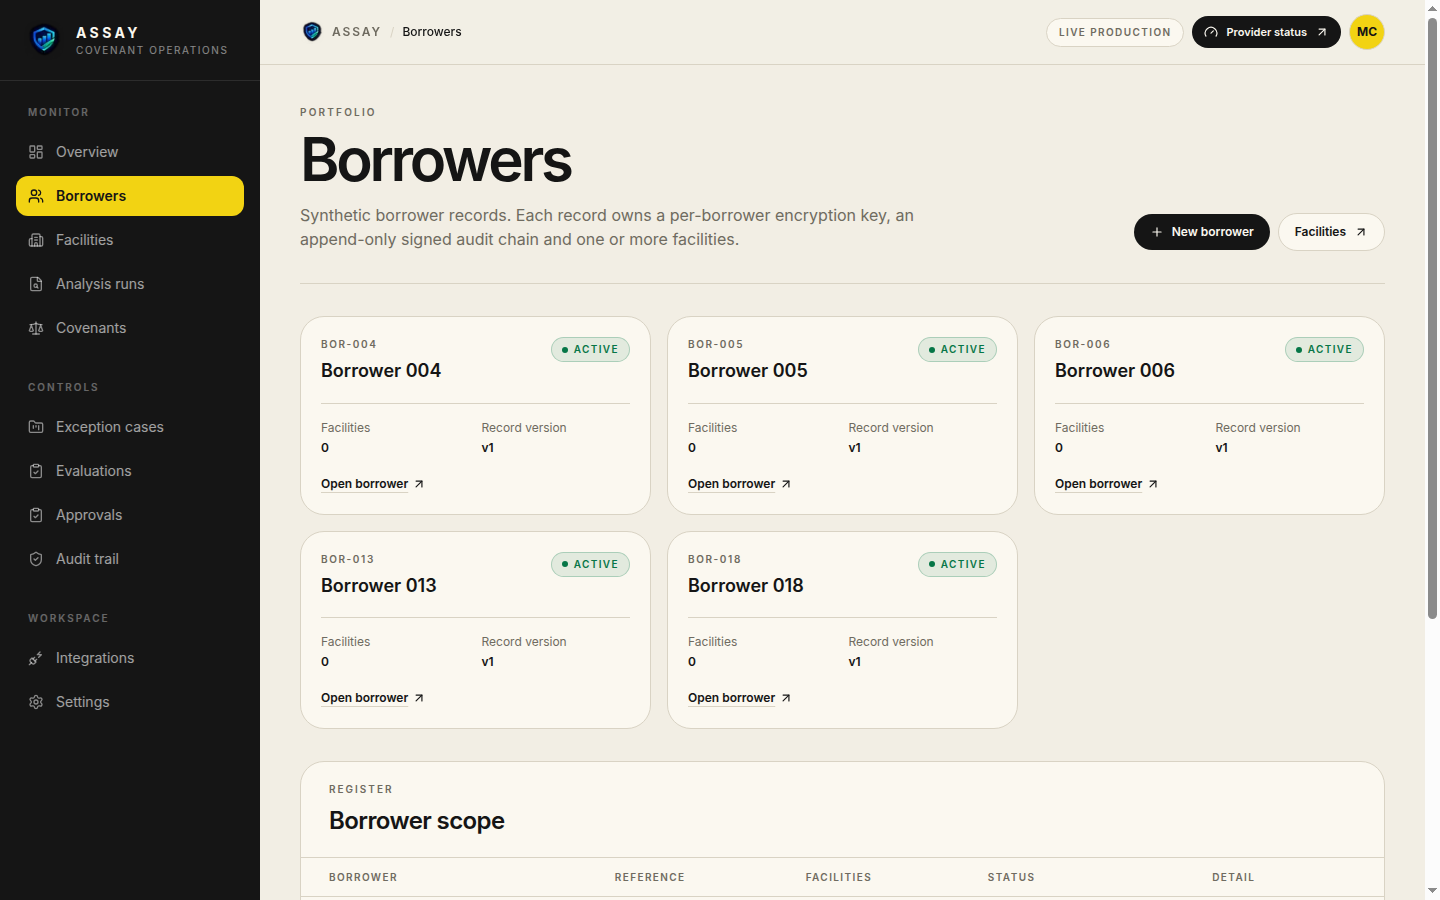 ASSAY
COVENANT OPERATIONS
MONITOR
Overview
Borrowers
Facilities
Analysis runs
Covenants
CONTROLS
Exception cases
Evaluations
Approvals
Audit trail
WORKSPACE
Integrations
Settings
ASSAY / Borrowers
LIVE PRODUCTION
Provider status
MC
PORTFOLIO
Borrowers
Synthetic borrower records. Each record owns a per-borrower encryption key, an
append-only signed audit chain and one or more facilities.
New borrower
Facilities
BOR-004
ACTIVE
Borrower 004
Facilities Record version
0 v1
Open borrower
BOR-005
ACTIVE
Borrower 005
Facilities Record version
0 v1
Open borrower
BOR-006
ACTIVE
Borrower 006
Facilities Record version
0 v1
Open borrower
BOR-013
ACTIVE
Borrower 013
Facilities Record version
0 v1
Open borrower
BOR-018
ACTIVE
Borrower 018
Facilities Record version
0 v1
Open borrower
REGISTER
Borrower scope
BORROWER REFERENCE FACILITIES STATUS DETAIL